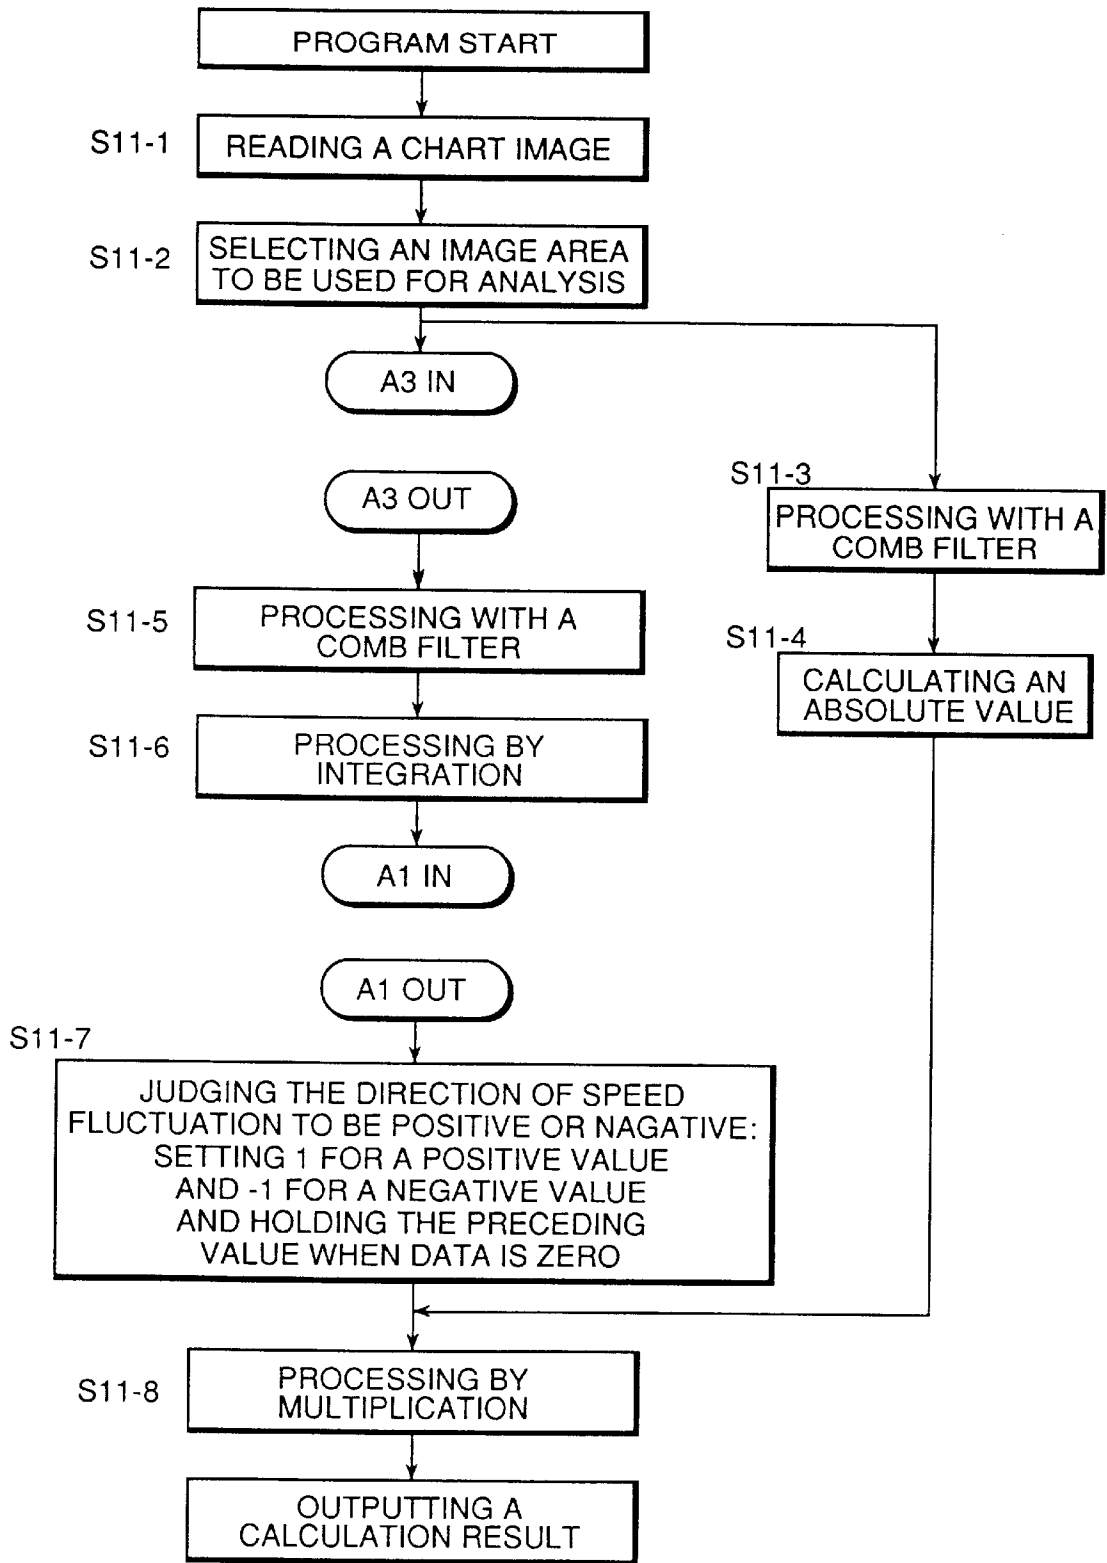 PROGRAM START
S11-1
READING A CHART IMAGE
S11-2
SELECTING AN IMAGE AREA
TO BE USED FOR ANALYSIS
A3 IN
A3 OUT
S11-3
PROCESSING WITH A
COMB FILTER
S11-5
PROCESSING WITH A
COMB FILTER
S11-4
CALCULATING AN
ABSOLUTE VALUE
S11-6
PROCESSING BY
INTEGRATION
A1 IN
A1 OUT
S11-7
JUDGING THE DIRECTION OF SPEED
FLUCTUATION TO BE POSITIVE OR NAGATIVE:
SETTING 1 FOR A POSITIVE VALUE
AND -1 FOR A NEGATIVE VALUE
AND HOLDING THE PRECEDING
VALUE WHEN DATA IS ZERO
S11-8
PROCESSING BY
MULTIPLICATION
OUTPUTTING A
CALCULATION RESULT